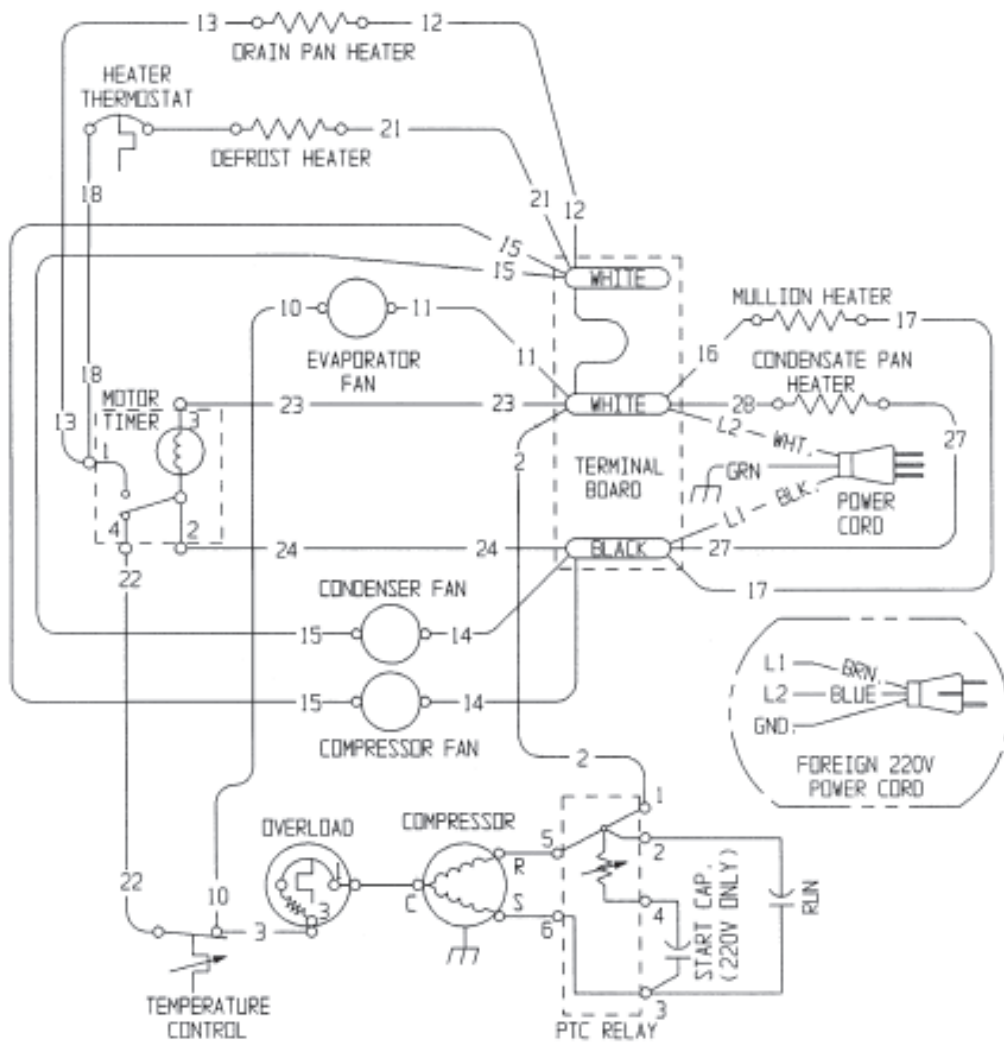 13
12
DRAIN PAN HEATER
HEATER
THERMOSTAT
21
DEFROST HEATER
18
21
12
15
15
WHITE
MULLION HEATER
10
11
17
16
CONDENSATE PAN
HEATER
EVAPORATOR
FAN
11
18
MOTOR
TIMER
3
23
23
WHITE
28
13
1
L2
WHT.
27
2
TERMINAL
BOARD
GRN
L1
BLK.
POWER
CORD
4
2
24
24
BLACK
27
22
CONDENSER FAN
17
15
14
L1
GRN.
L2
BLUE
GND.
15
14
COMPRESSOR FAN
2
FOREIGN 220V
POWER CORD
1
OVERLOAD
COMPRESSOR
5
2
R
22
10
L
C
S
3
3
6
4
START CAP.
(220V ONLY)
RUN
3
TEMPERATURE
CONTROL
PTC RELAY